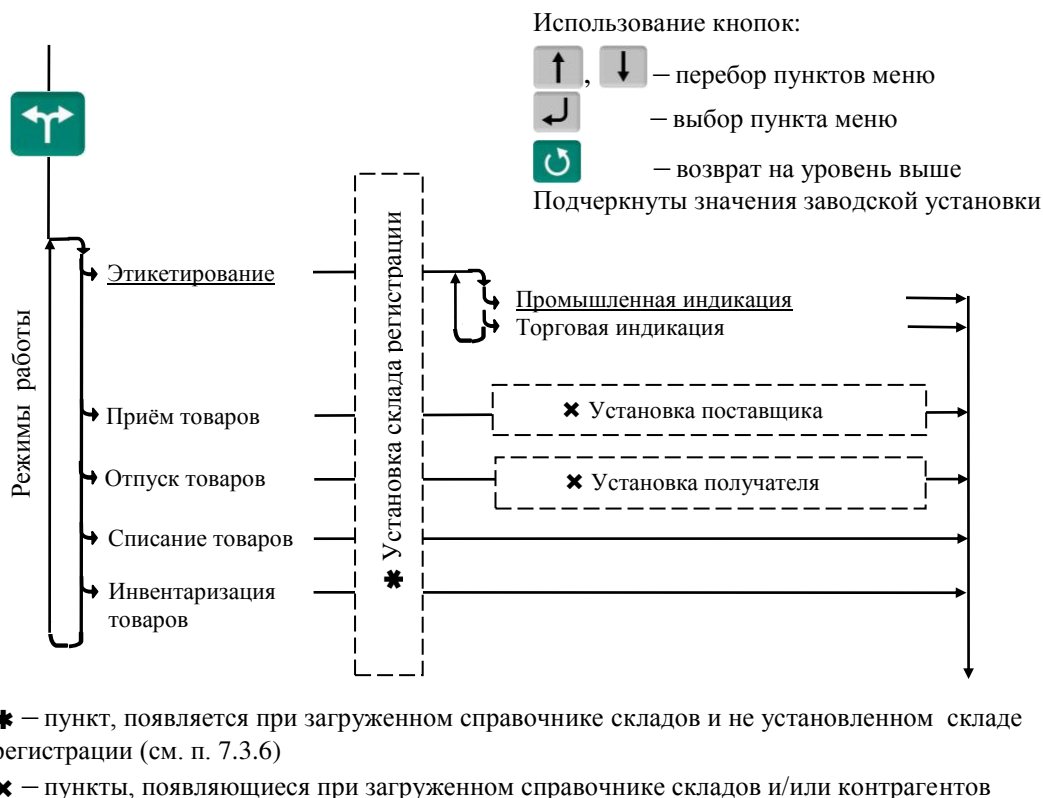 Использование кнопок:
, – перебор пунктов меню
– выбор пункта меню
– возврат на уровень выше
Подчеркнуты значения заводской установки
Режимы работы
Этикетирование
✱ Установка склада регистрации
Промышленная индикация
Торговая индикация
Приём товаров
✖ Установка поставщика
Отпуск товаров
✖ Установка получателя
Списание товаров
Инвентаризация
товаров
✱ – пункт, появляется при загруженном справочнике складов и не установленном складе
регистрации (см. п. 7.3.6)
✖ – пункты, появляющиеся при загруженном справочнике складов и/или контрагентов